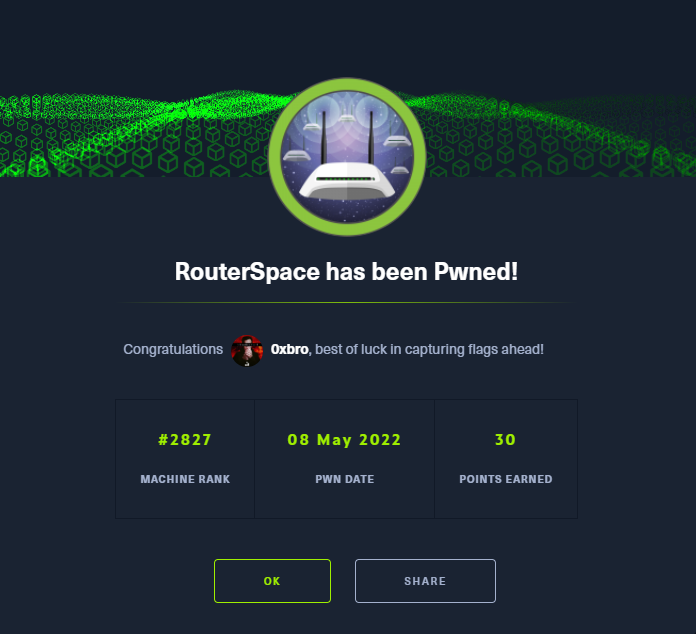 RouterSpace has been Pwned!
Congratulations 0xbro, best of luck in capturing flags ahead!
#2827 08 May 2022 30
MACHINE RANK PWN DATE POINTS EARNED
OK SHARE